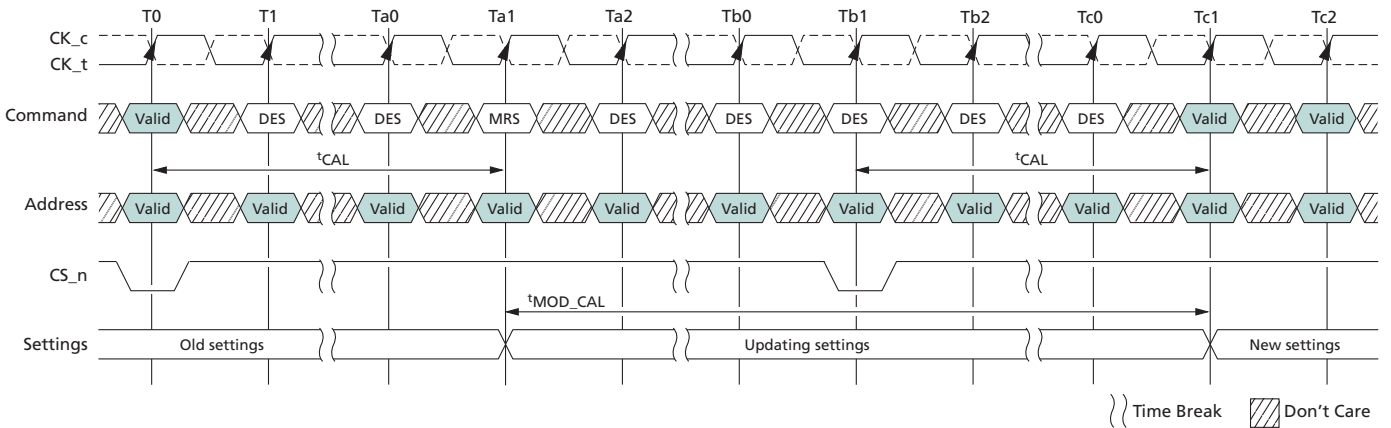 T0 T1 Ta0 Ta1 Ta2 Tb0 Tb1 Tb2 Tc0 Tc1 Tc2
CK_c
CK_t
Command Valid DES DES MRS DES DES DES DES DES Valid Valid
tCAL tCAL
Address Valid Valid Valid Valid Valid Valid Valid Valid Valid Valid Valid
CS_n
tMOD_CAL
Settings Old settings Updating settings New settings
Time Break Don't Care